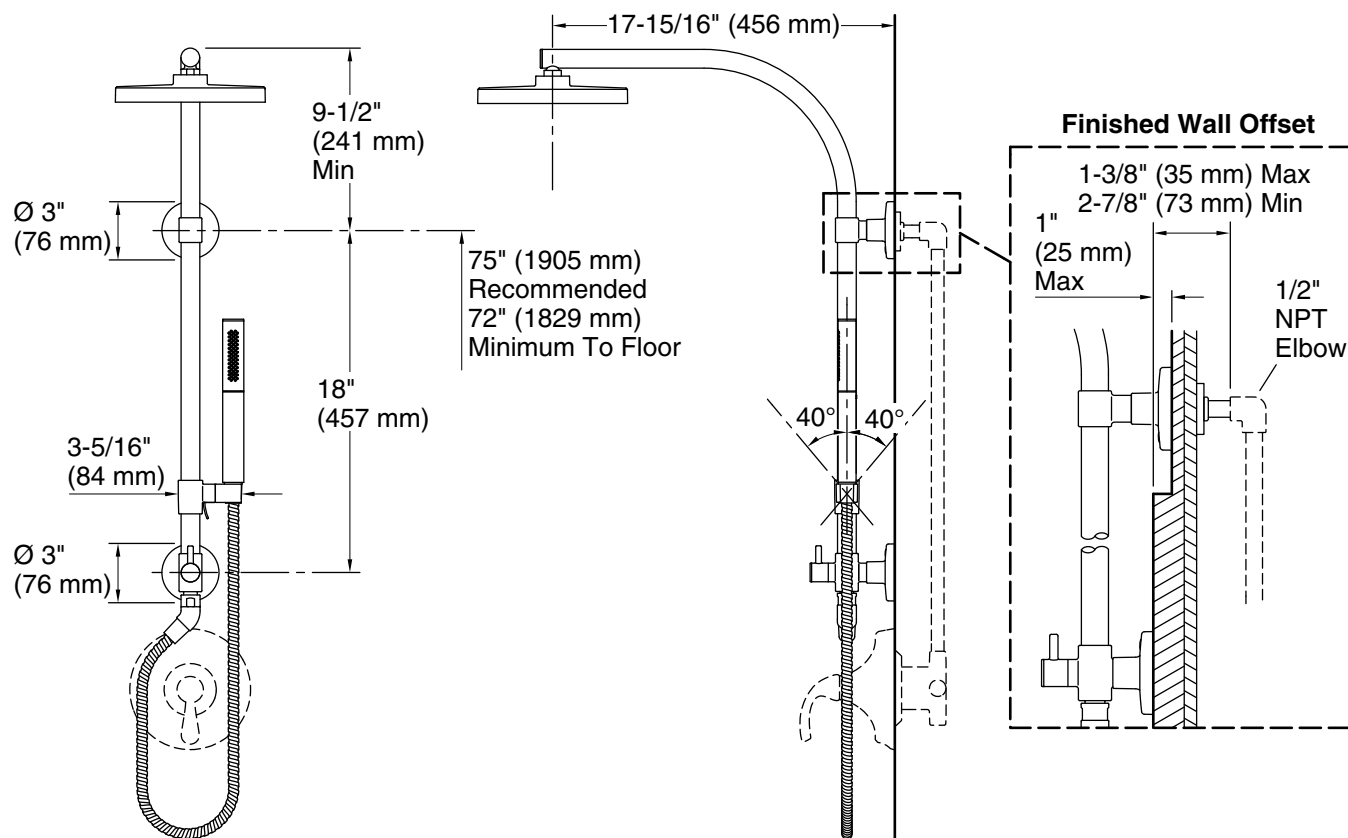 17-15/16" (456 mm)
9-1/2"
(241 mm)
Min
Ø 3"
(76 mm)
75" (1905 mm)
Recommended
72" (1829 mm)
Minimum To Floor
18"
(457 mm)
3-5/16"
(84 mm)
Ø 3"
(76 mm)
40°
40°
Finished Wall Offset
1-3/8" (35 mm) Max
2-7/8" (73 mm) Min
1"
(25 mm)
Max
1/2"
NPT
Elbow